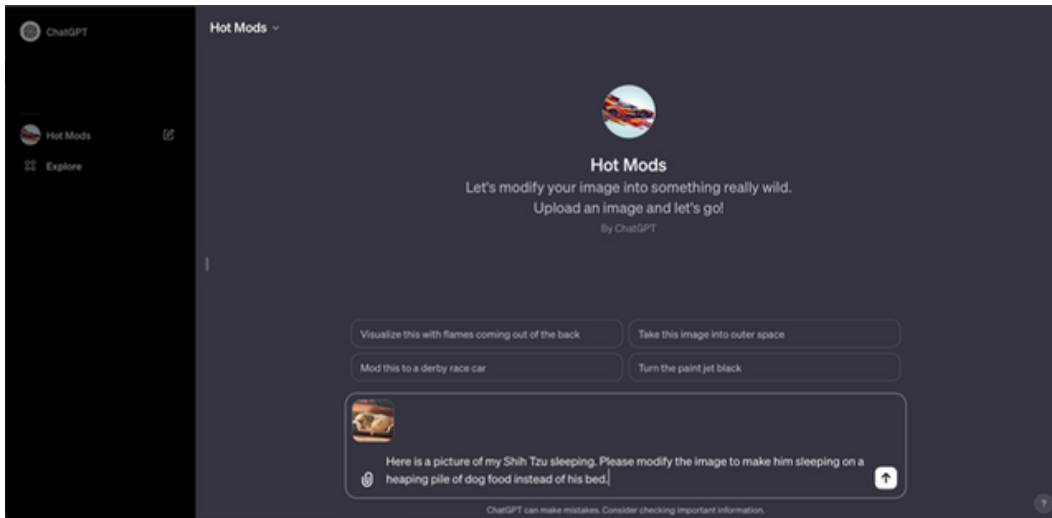 ChatGPT
Hot Mods
Hot Mods
Explore
Hot Mods
Let's modify your image into something really wild.
Upload an image and let's go!
By ChatGPT
Visualize this with flames coming out of the back
Take this image into outer space
Mod this to a derby race car
Turn the paint jet black
Here is a picture of my Shih Tzu sleeping. Please modify the image to make him sleeping on a
heaping pile of dog food instead of his bed.
ChatGPT can make mistakes. Consider checking important information.
?